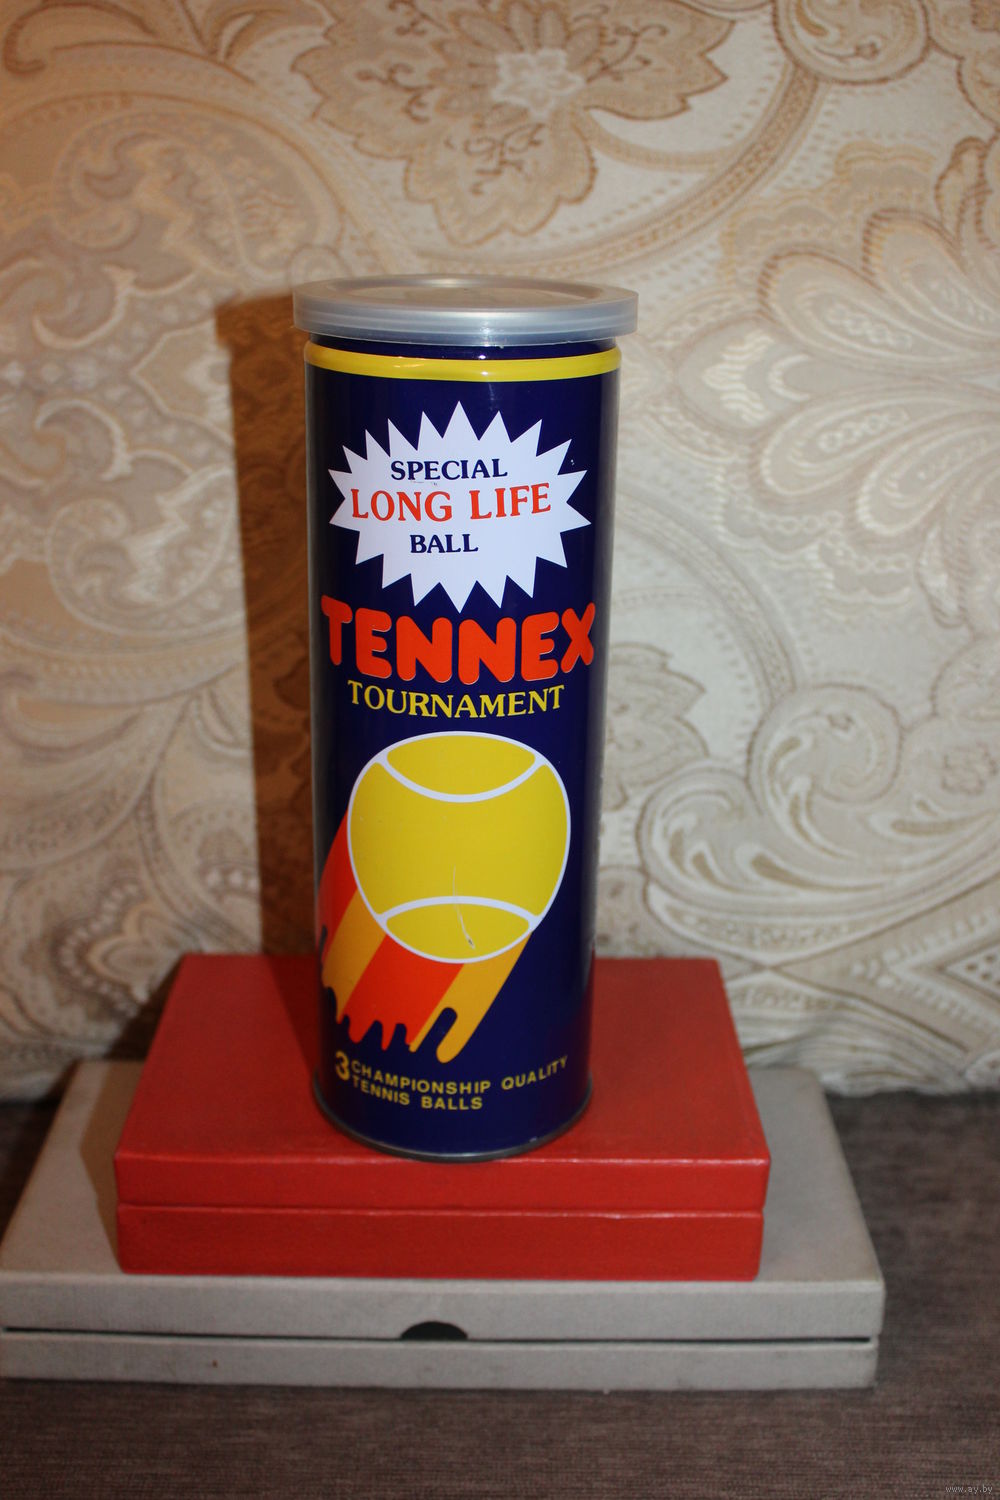 SPECIAL
LONG LIFE
BALL
TENNEX
TOURNAMENT
3 CHAMPIONSHIP QUALITY
TENNIS BALLS
www.ay.by